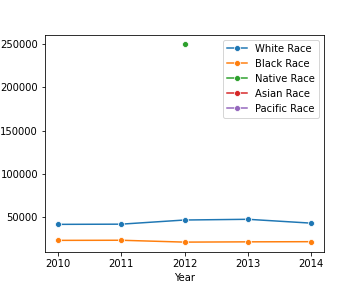 250000
200000
150000
100000
50000
2010 2011 2012 2013 2014
Year
White Race
Black Race
Native Race
Asian Race
Pacific Race